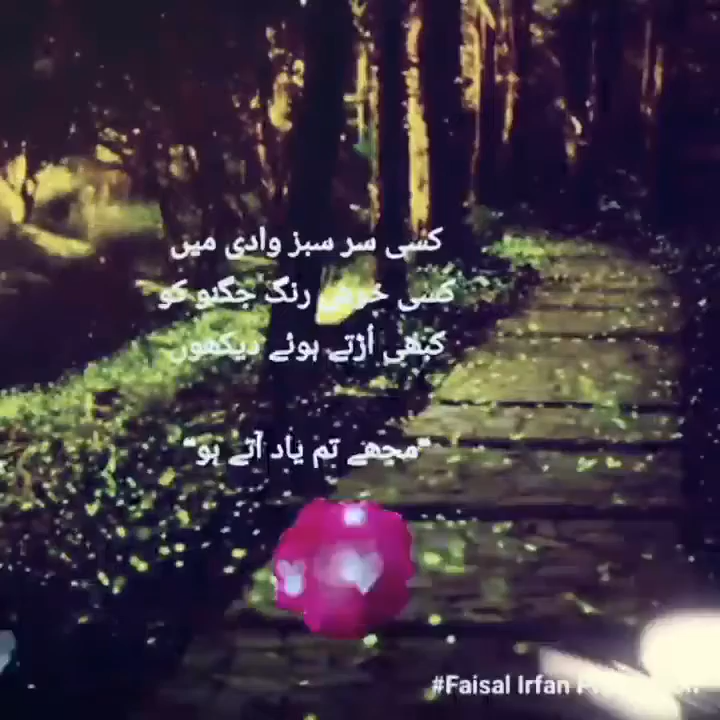 کسی سر سبز وادی میں
کسی خوش رنگ جگنو کو
کبھی اُڑتے ہوئے دیکھوں
"مجھے تم یاد آتے ہو"
#Faisal Irfan